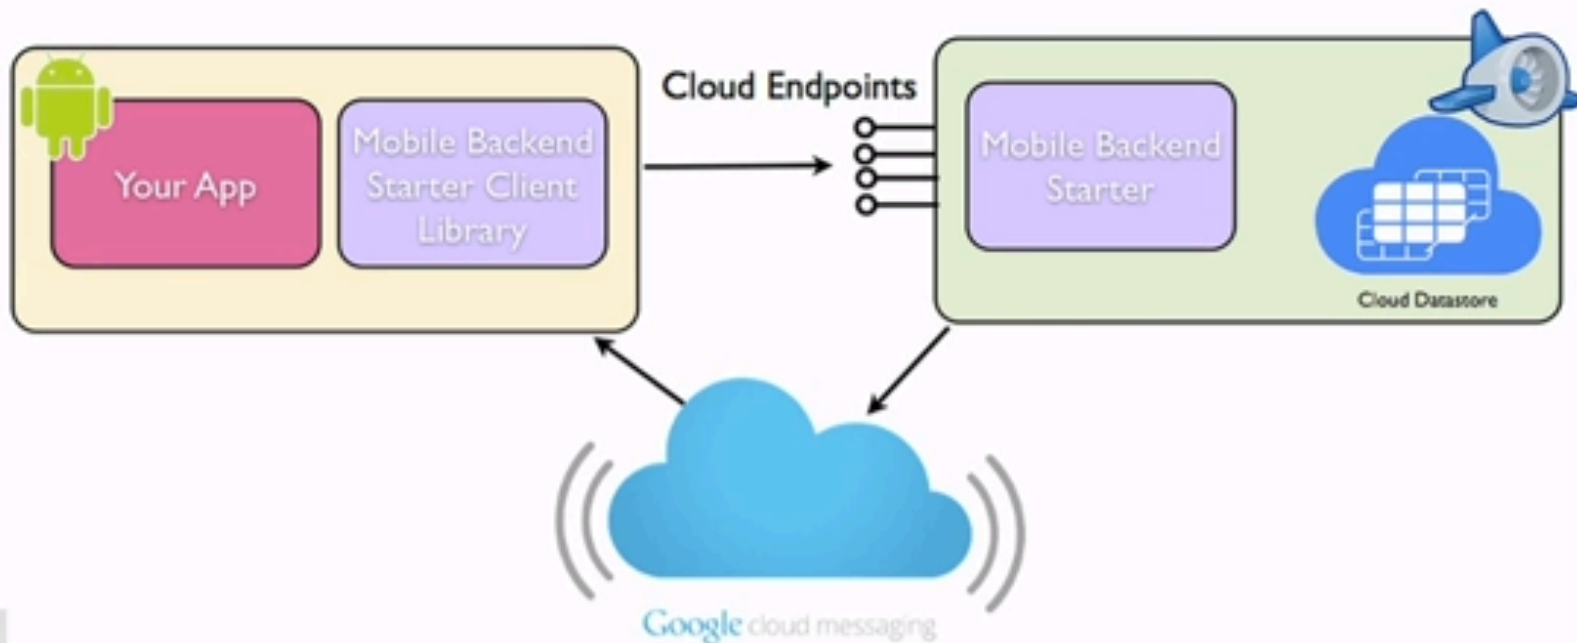 Cloud Endpoints
Your App
Mobile Backend
Starter Client
Library
Mobile Backend
Starter
Cloud Datastore
Google cloud messaging